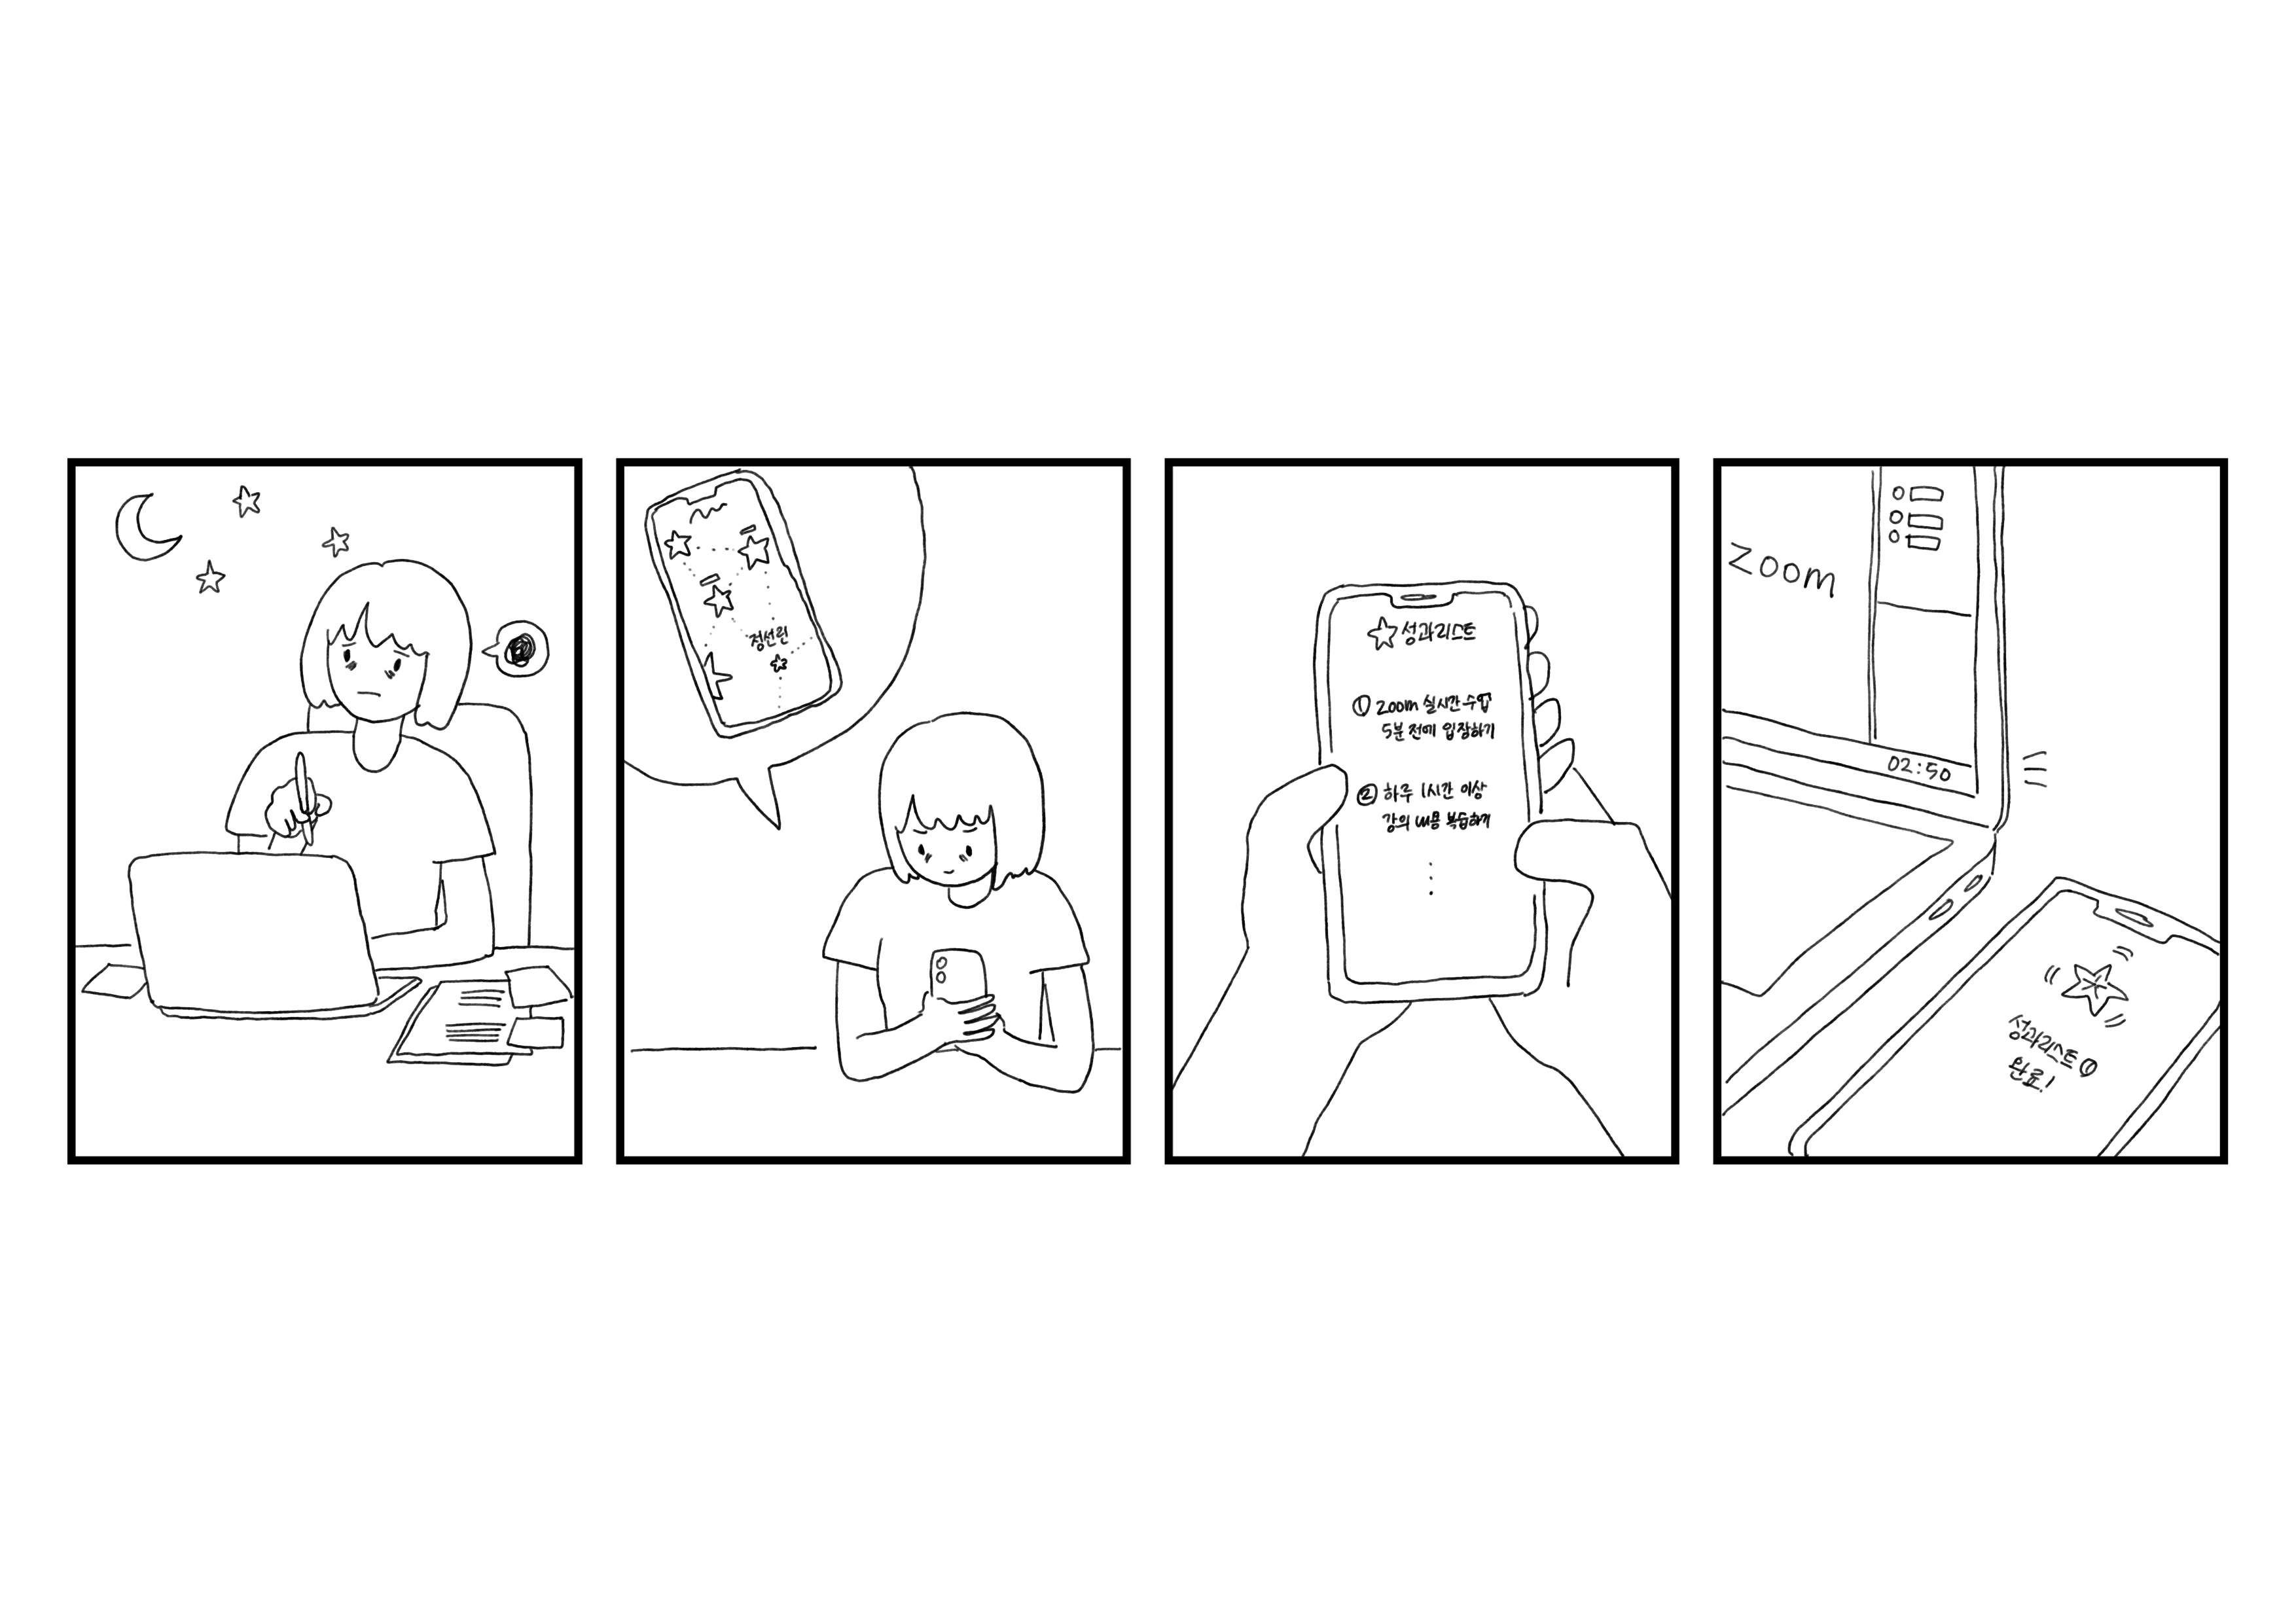 정선린
성과리스트
① zoom 실시간 수업
5분 전에 입장하기
② 하루 1시간 이상
강의 내용 복습하기
zoom
02:50
성과리스트 ①
완료!